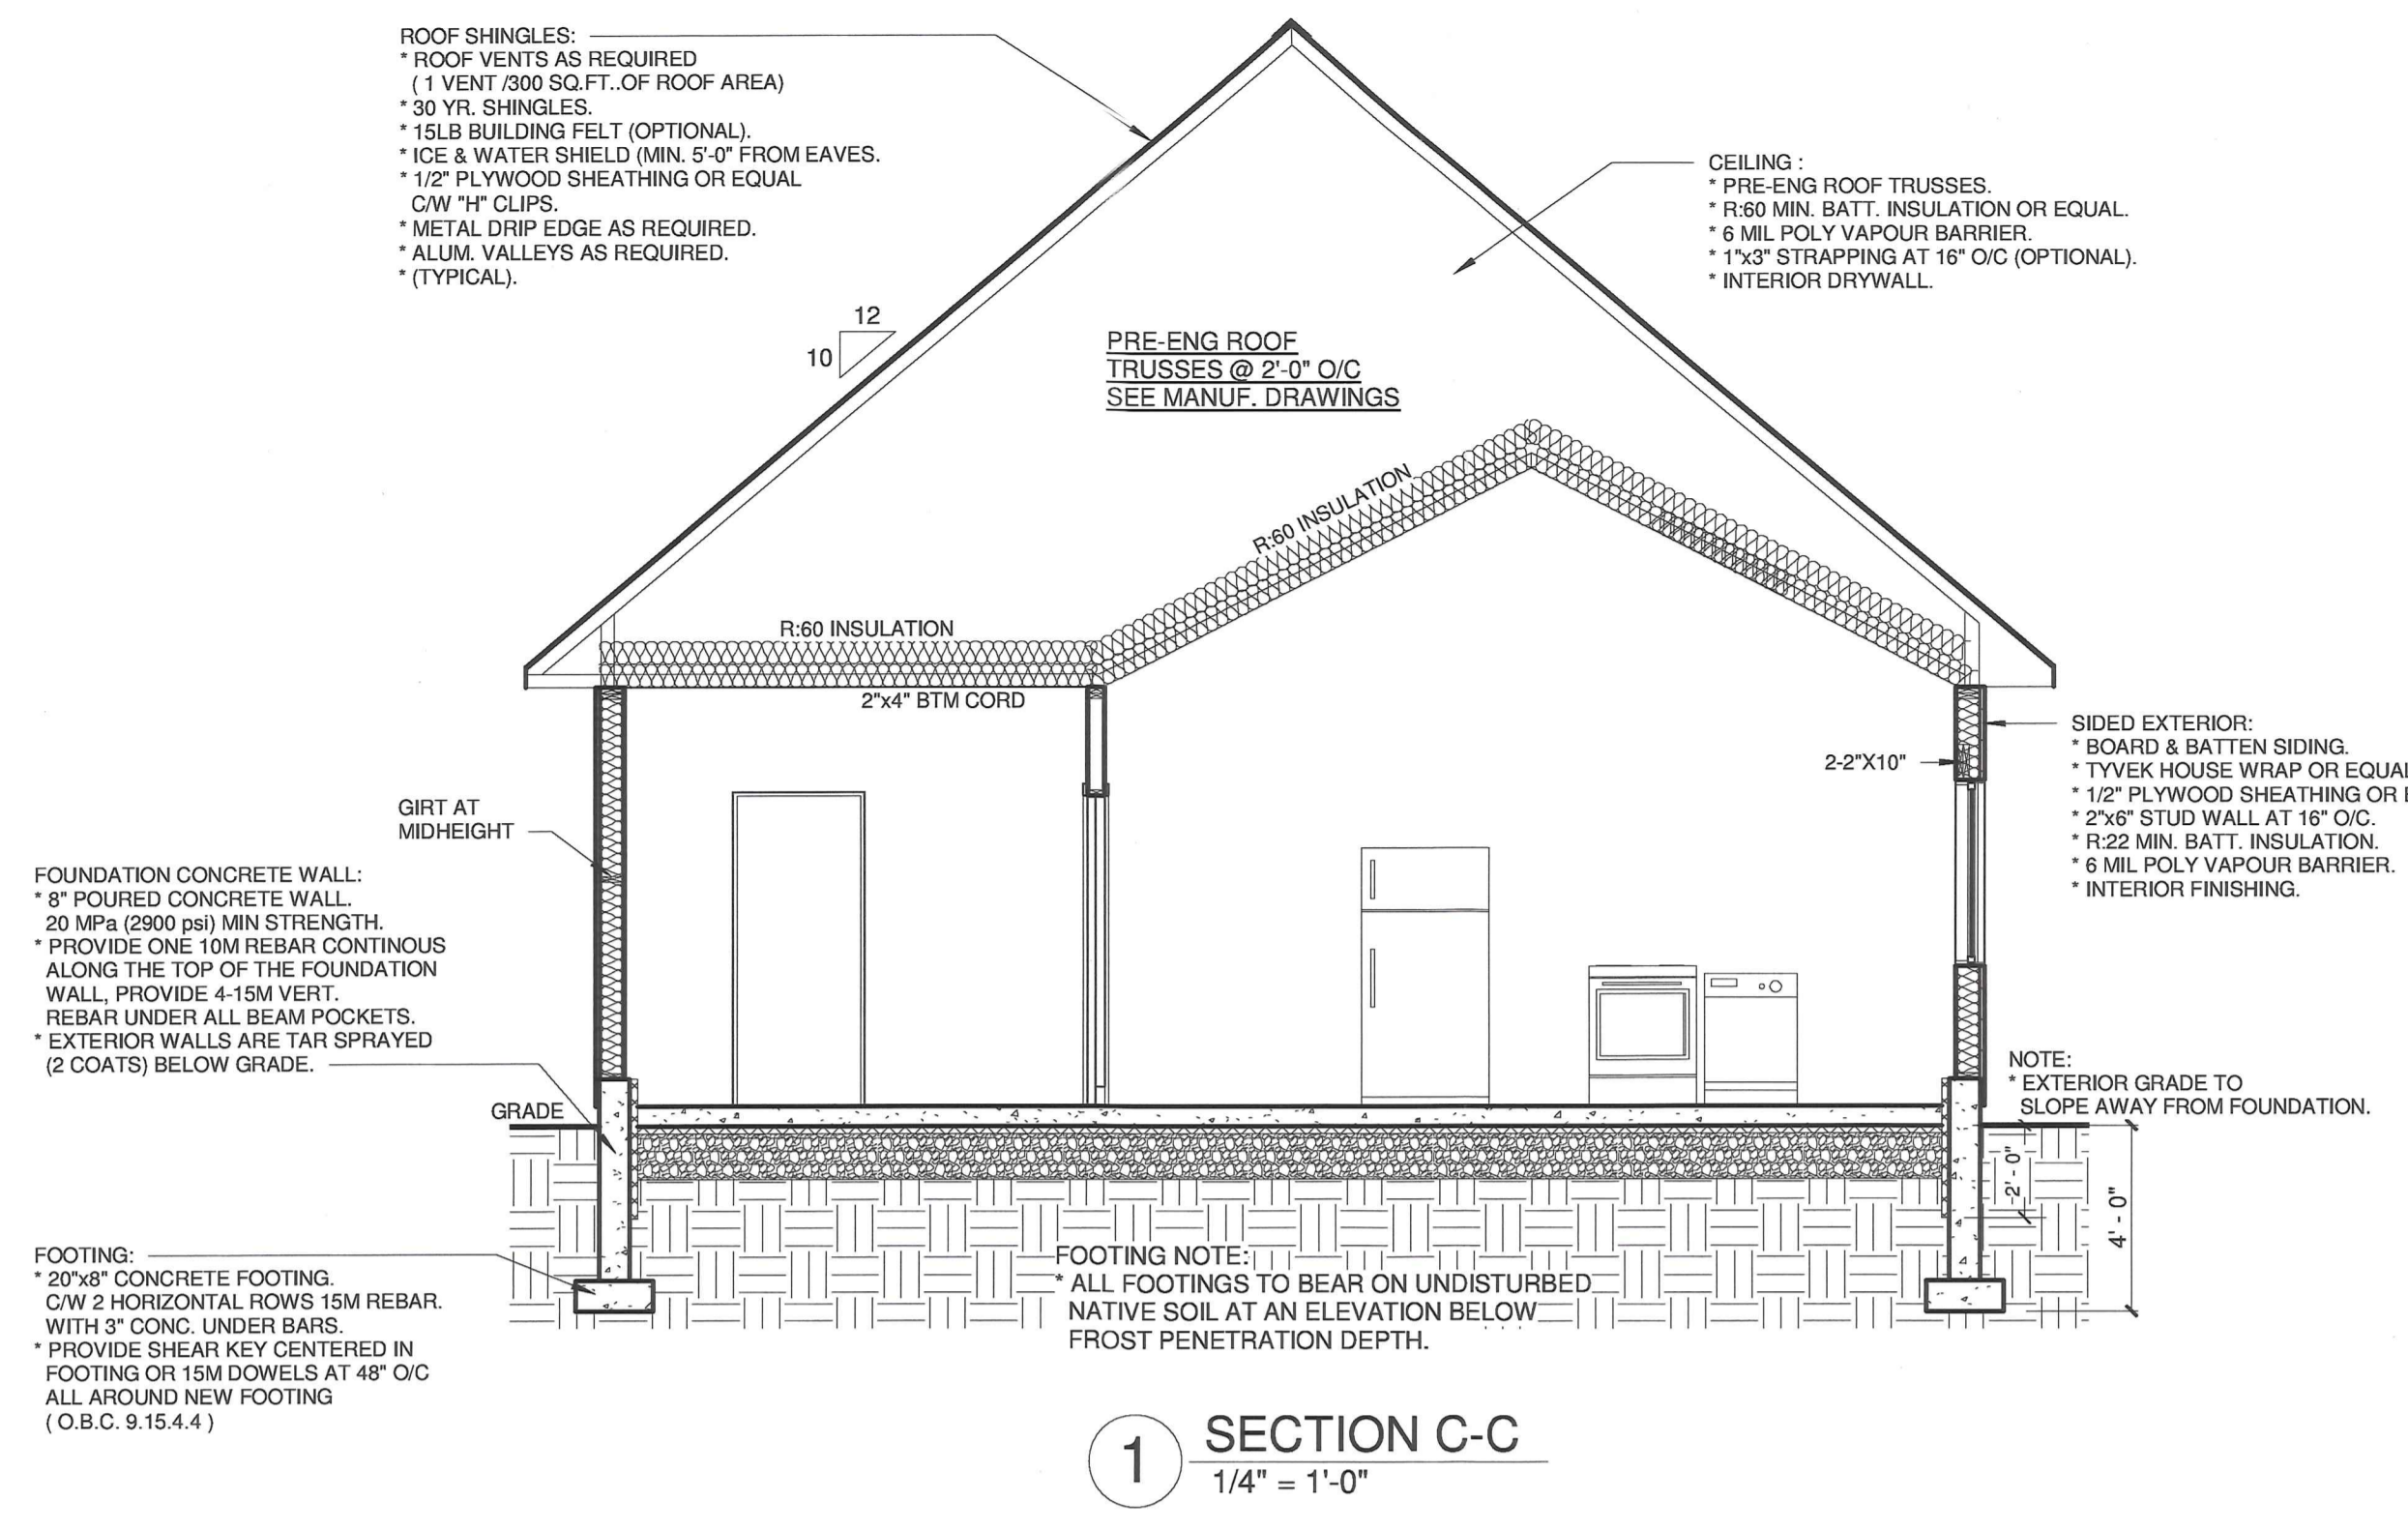 ROOF SHINGLES:
* ROOF VENTS AS REQUIRED
( 1 VENT /300 SQ.FT..OF ROOF AREA)
* 30 YR. SHINGLES.
* 15LB BUILDING FELT (OPTIONAL).
* ICE & WATER SHIELD (MIN. 5'-0" FROM EAVES.
* 1/2" PLYWOOD SHEATHING OR EQUAL
C/W "H" CLIPS.
* METAL DRIP EDGE AS REQUIRED.
* ALUM. VALLEYS AS REQUIRED.
* (TYPICAL).
CEILING :
* PRE-ENG ROOF TRUSSES.
* R:60 MIN. BATT. INSULATION OR EQUAL.
* 6 MIL POLY VAPOUR BARRIER.
* 1"x3" STRAPPING AT 16" O/C (OPTIONAL).
* INTERIOR DRYWALL.
12
10
PRE-ENG ROOF
TRUSSES @ 2'-0" O/C
SEE MANUF. DRAWINGS
R:60 INSULATION
R:60 INSULATION
2"x4" BTM CORD
SIDED EXTERIOR:
* BOARD & BATTEN SIDING.
* TYVEK HOUSE WRAP OR EQUAL
* 1/2" PLYWOOD SHEATHING OR
* 2"x6" STUD WALL AT 16" O/C.
* R:22 MIN. BATT. INSULATION.
* 6 MIL POLY VAPOUR BARRIER.
* INTERIOR FINISHING.
2-2"X10"
GIRT AT
MIDHEIGHT
FOUNDATION CONCRETE WALL:
* 8" POURED CONCRETE WALL.
20 MPa (2900 psi) MIN STRENGTH.
* PROVIDE ONE 10M REBAR CONTINOUS
ALONG THE TOP OF THE FOUNDATION
WALL, PROVIDE 4-15M VERT.
REBAR UNDER ALL BEAM POCKETS.
* EXTERIOR WALLS ARE TAR SPRAYED
(2 COATS) BELOW GRADE.
GRADE
NOTE:
* EXTERIOR GRADE TO
SLOPE AWAY FROM FOUNDATION.
2' - 0"
4' - 0"
FOOTING:
* 20"x8" CONCRETE FOOTING.
C/W 2 HORIZONTAL ROWS 15M REBAR.
WITH 3" CONC. UNDER BARS.
* PROVIDE SHEAR KEY CENTERED IN
FOOTING OR 15M DOWELS AT 48" O/C
ALL AROUND NEW FOOTING
( O.B.C. 9.15.4.4 )
FOOTING NOTE:
* ALL FOOTINGS TO BEAR ON UNDISTURBED
NATIVE SOIL AT AN ELEVATION BELOW
FROST PENETRATION DEPTH.
1
SECTION C-C
1/4" = 1'-0"